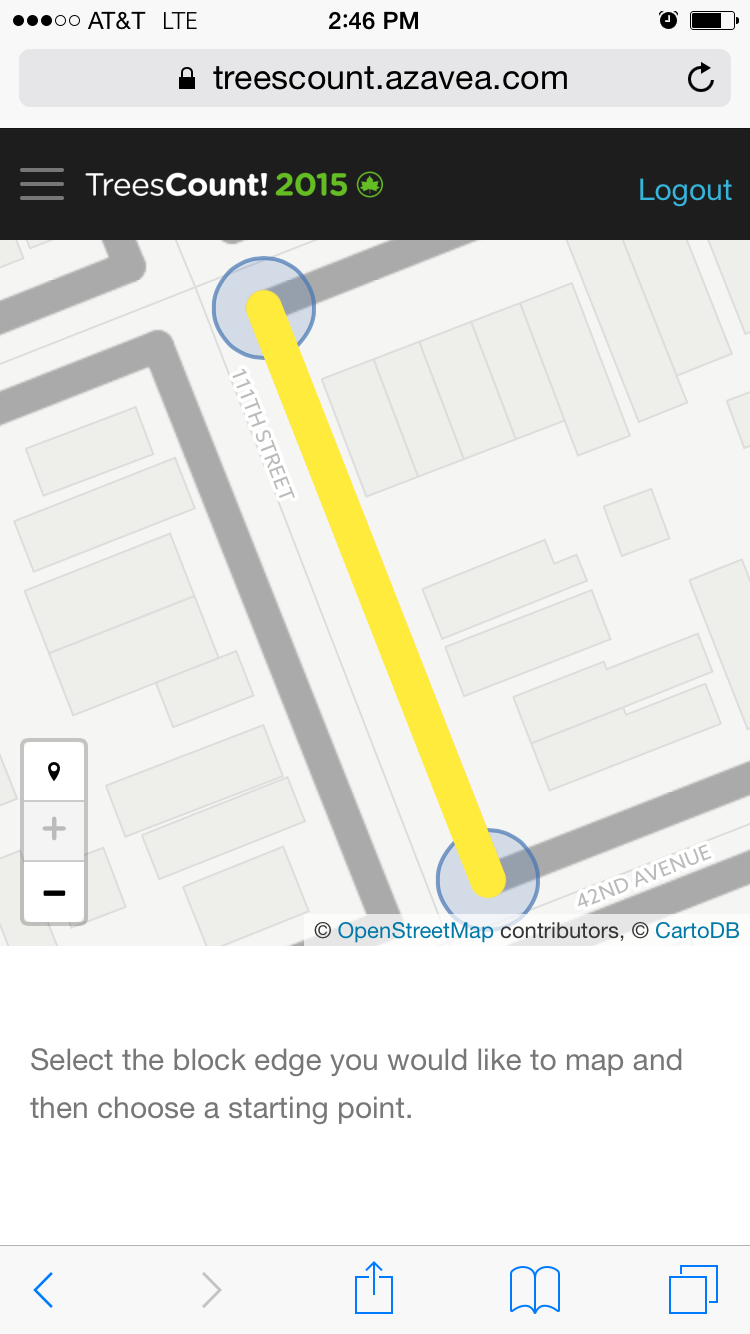 AT&T LTE 2:46 PM
treescount.azavea.com
TreesCount! 2015 Logout
111TH STREET
42ND AVENUE
© OpenStreetMap contributors, © CartoDB
Select the block edge you would like to map and
then choose a starting point.